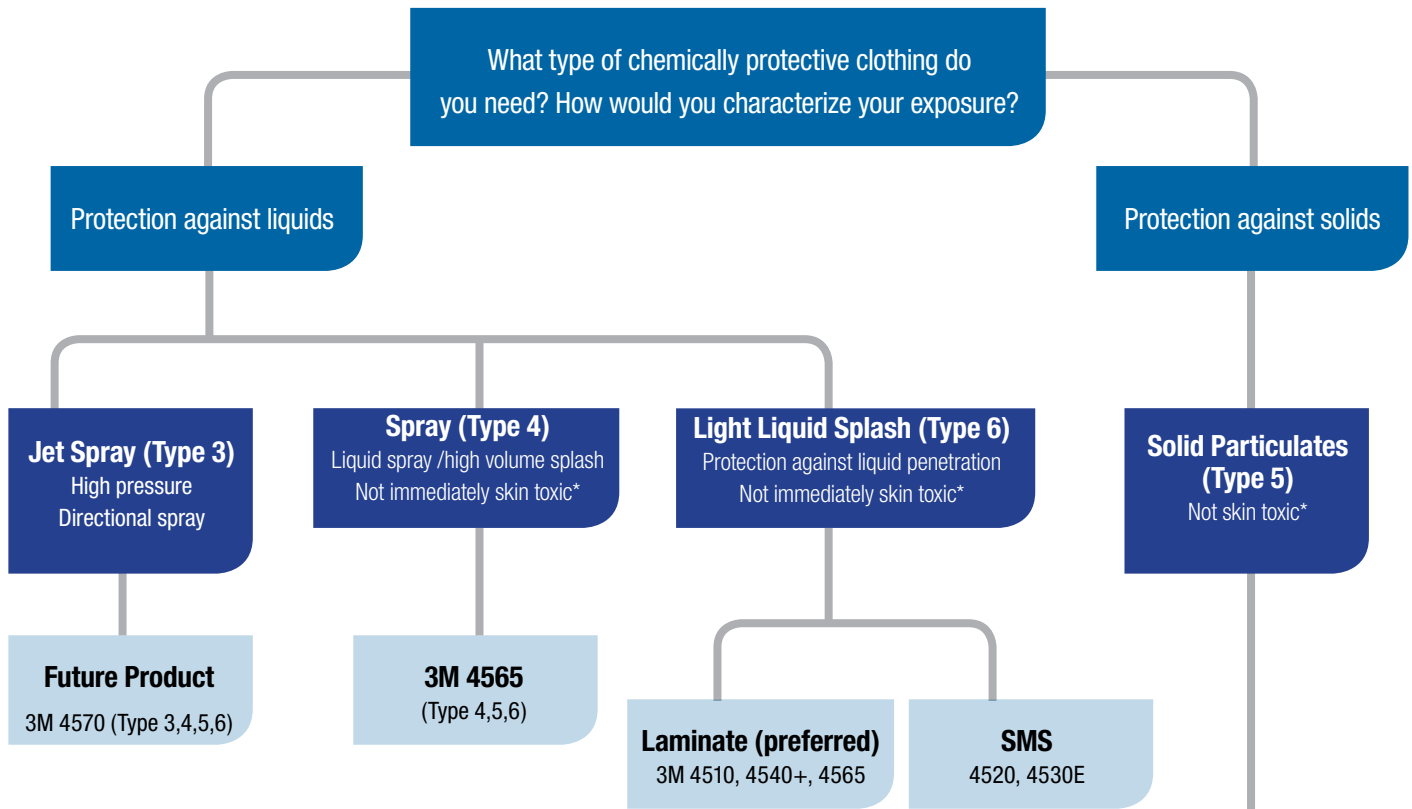 What type of chemically protective clothing do
you need? How would you characterize your exposure?
Protection against liquids
Protection against solids
Jet Spray (Type 3)
High pressure
Directional spray
Spray (Type 4)
Liquid spray /high volume splash
Not immediately skin toxic*
Light Liquid Splash (Type 6)
Protection against liquid penetration
Not immediately skin toxic*
Solid Particulates
(Type 5)
Not skin toxic*
Future Product
3M 4570 (Type 3,4,5,6)
3M 4565
(Type 4,5,6)
Laminate (preferred)
3M 4510, 4540+, 4565
SMS
4520, 4530E